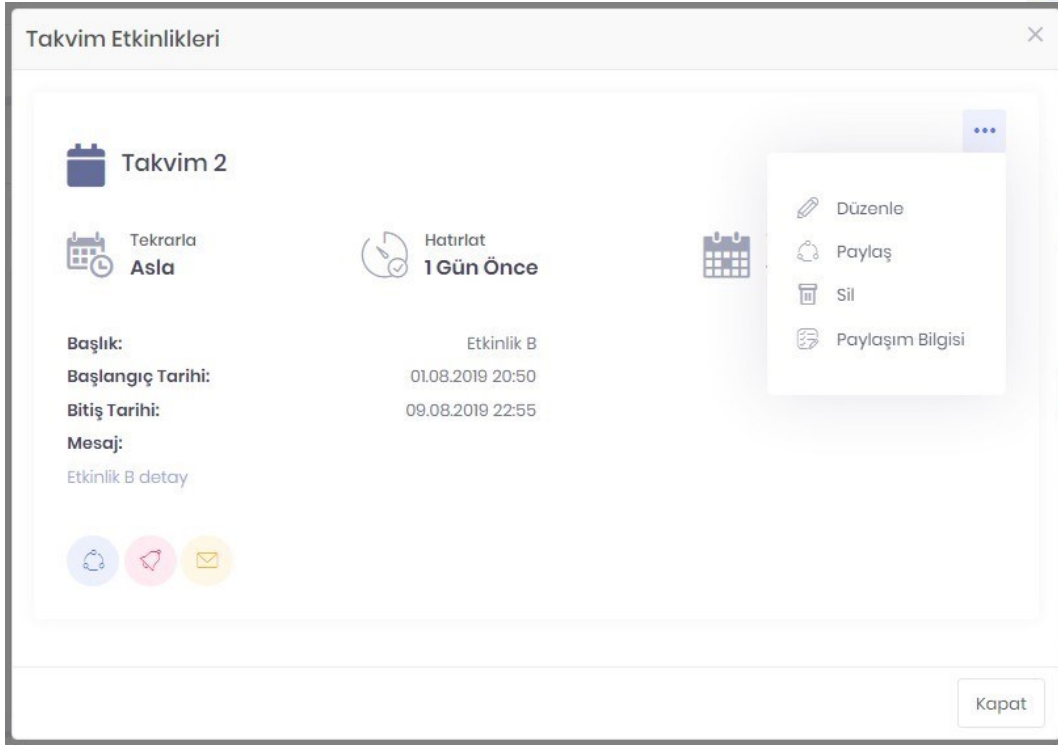 Takvim Etkinlikleri
Takvim 2
Tekrarla
Asla
Hatırlat
1 Gün Önce
Düzenle
Paylaş
Sil
Paylaşım Bilgisi
Başlık: Etkinlik B
Başlangıç Tarihi: 01.08.2019 20:50
Bitiş Tarihi: 09.08.2019 22:55
Mesaj:
Etkinlik B detay
Kapat